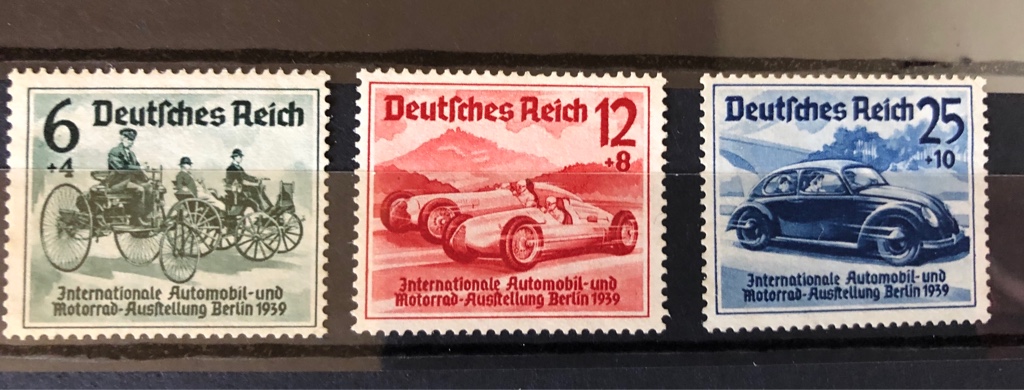 6 Deutſches Reich
+4
Internationale Automobil-und
Motorrad-Ausſtellung Berlin 1939
Deutſches Reich 12
+8
Internationale Automobil-und
Motorrad-Ausſtellung Berlin 1939
Deutſches Reich 25
+10
Internationale Automobil-und
Motorrad-Ausſtellung Berlin 1939